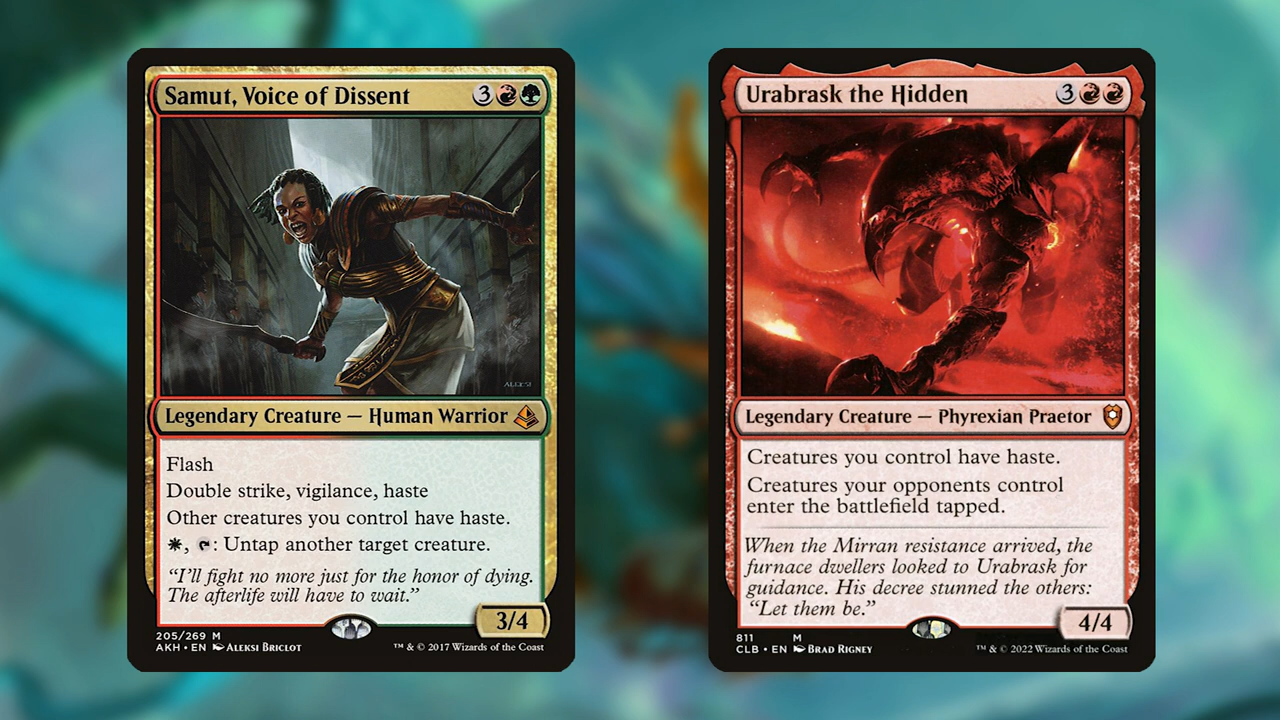 Samut, Voice of Dissent 3
ALEKSI
Legendary Creature — Human Warrior
Flash
Double strike, vigilance, haste
Other creatures you control have haste.
, : Untap another target creature.
“I’ll fight no more just for the honor of dying.
The afterlife will have to wait.”
3/4
205/269 M
AKH • EN ALEKSI BRICLOT
™ & © 2017 Wizards of the Coast
Urabrask the Hidden 3
Legendary Creature — Phyrexian Praetor
Creatures you control have haste.
Creatures your opponents control
enter the battlefield tapped.
When the Mirran resistance arrived, the
furnace dwellers looked to Urabrask for
guidance. His decree stunned the others:
“Let them be.”
4/4
811 M
CLB • EN BRAD RIGNEY
™ & © 2022 Wizards of the Coast